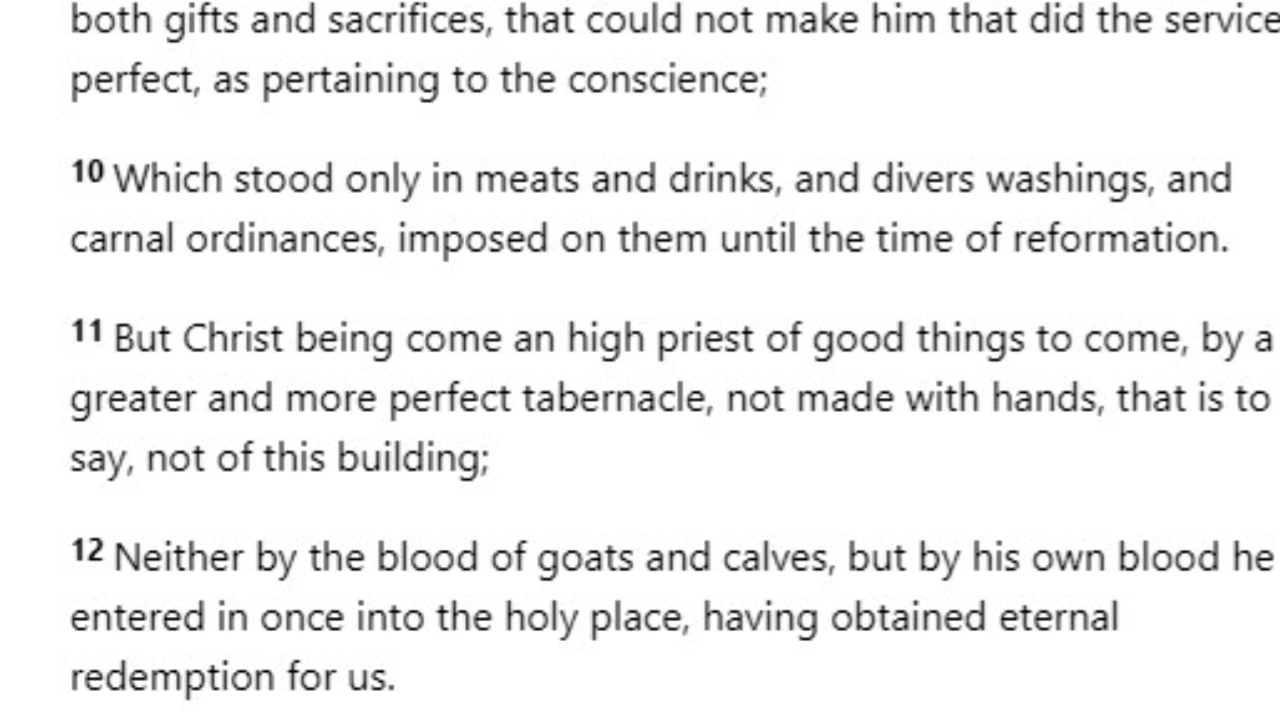 both gifts and sacrifices, that could not make him that did the service
perfect, as pertaining to the conscience;
10 Which stood only in meats and drinks, and divers washings, and
carnal ordinances, imposed on them until the time of reformation.
11 But Christ being come an high priest of good things to come, by a
greater and more perfect tabernacle, not made with hands, that is to
say, not of this building;
12 Neither by the blood of goats and calves, but by his own blood he
entered in once into the holy place, having obtained eternal
redemption for us.